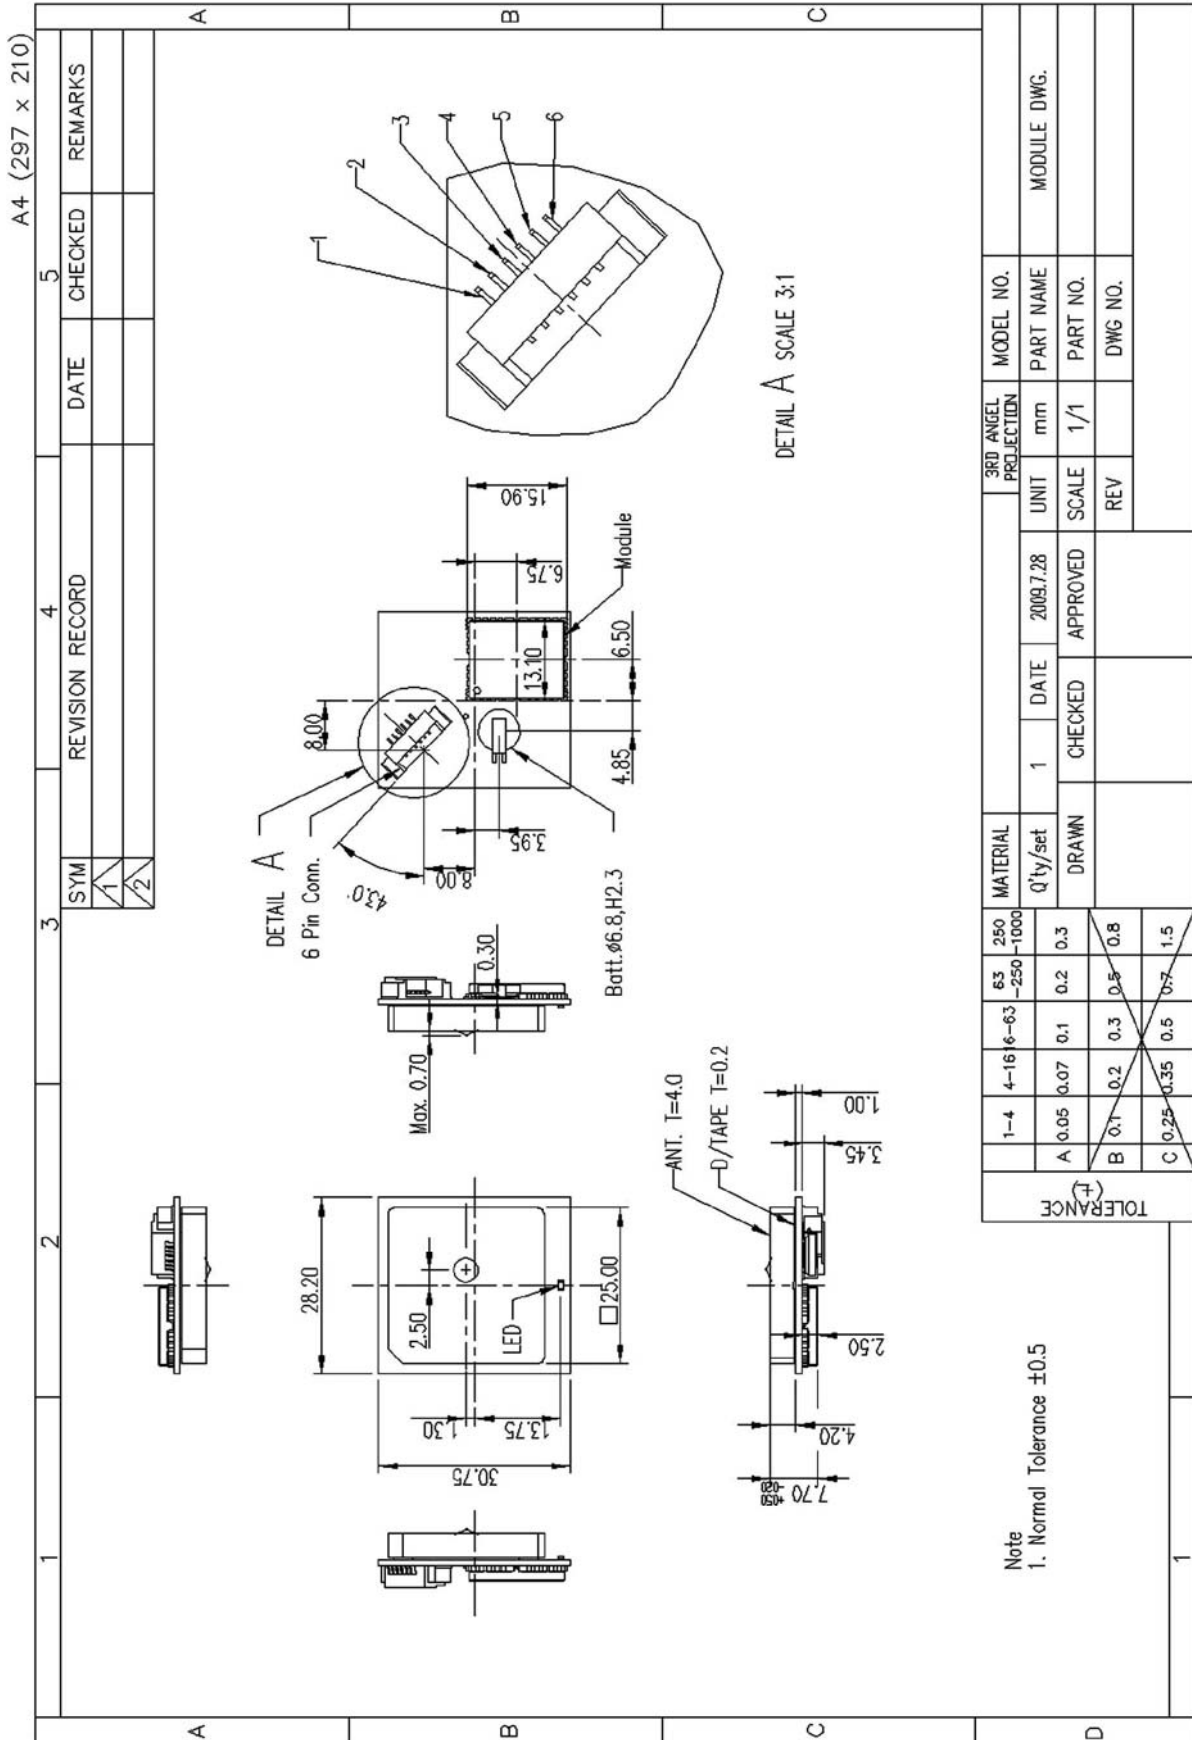 A4 (297 x 210)
1
2
3
4
5
SYM
REVISION RECORD
DATE
CHECKED
REMARKS
1
2
A
A
B
B
C
C
D
28.20
2.50
LED
□25.00
1.30
13.75
30.75
Max. 0.70
0.30
DETAIL A
6 Pin Conn.
43.0°
8.00
8.00
3.95
4.85
6.50
13.10
6.75
15.90
Module
Batt.ø6.8,H2.3
1
2
3
4
5
6
DETAIL A SCALE 3:1
ANT. T=4.0
D/TAPE T=0.2
1.00
3.45
2.50
4.20
7.70 +0.50 -0.20
Note
1. Normal Tolerance ±0.5
TOLERANCE (±)
1-4 4-16 16-63 63-250 250-1000
A 0.05 0.07 0.1 0.2 0.3
B 0.1 0.2 0.3 0.5 0.8
C 0.25 0.35 0.5 0.7 1.5
MATERIAL
3RD ANGEL PROJECTION
MODEL NO.
Q'ty/set 1 DATE 2009.7.28 UNIT mm PART NAME MODULE DWG.
DRAWN CHECKED APPROVED SCALE 1/1 PART NO.
REV DWG NO.
1